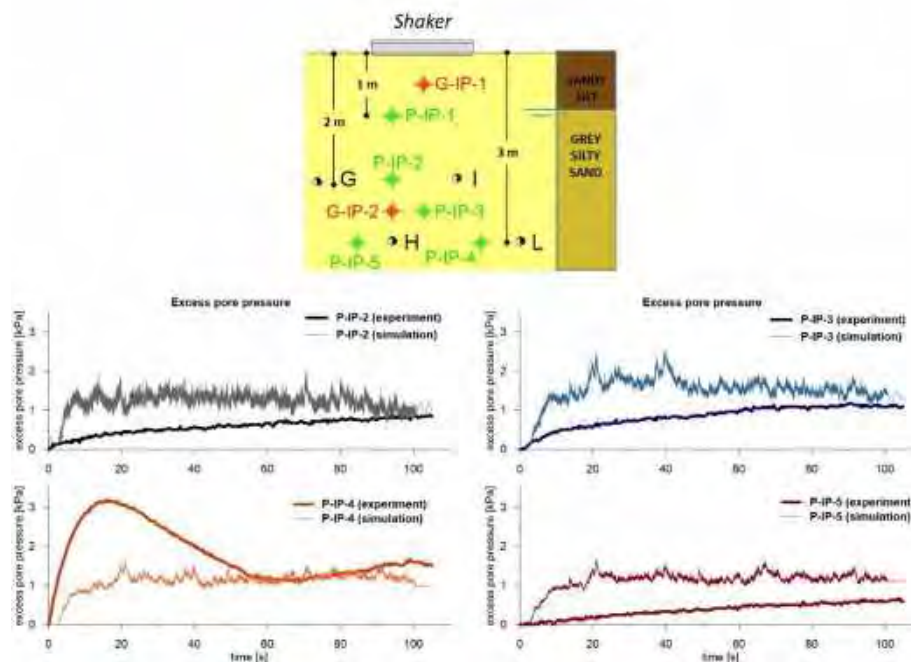 Shaker
G-IP-1
1 m
P-IP-1
2 m
P-IP-2
3 m
G
I
G-IP-2
P-IP-3
H
L
P-IP-5
P-IP-4
SANDY
SILT
GREY
SILTY
SAND
Excess pore pressure
P-IP-2 (experiment)
P-IP-2 (simulation)
excess pore pressure [kPa]
3
2
1
0
0 20 40 60 80 100
Excess pore pressure
P-IP-3 (experiment)
P-IP-3 (simulation)
excess pore pressure [kPa]
3
2
1
0
0 20 40 60 80 100
P-IP-4 (experiment)
P-IP-4 (simulation)
excess pore pressure [kPa]
3
2
1
0
0 20 40 60 80 100
time [s]
P-IP-5 (experiment)
P-IP-5 (simulation)
excess pore pressure [kPa]
3
2
1
0
0 20 40 60 80 100
time [s]